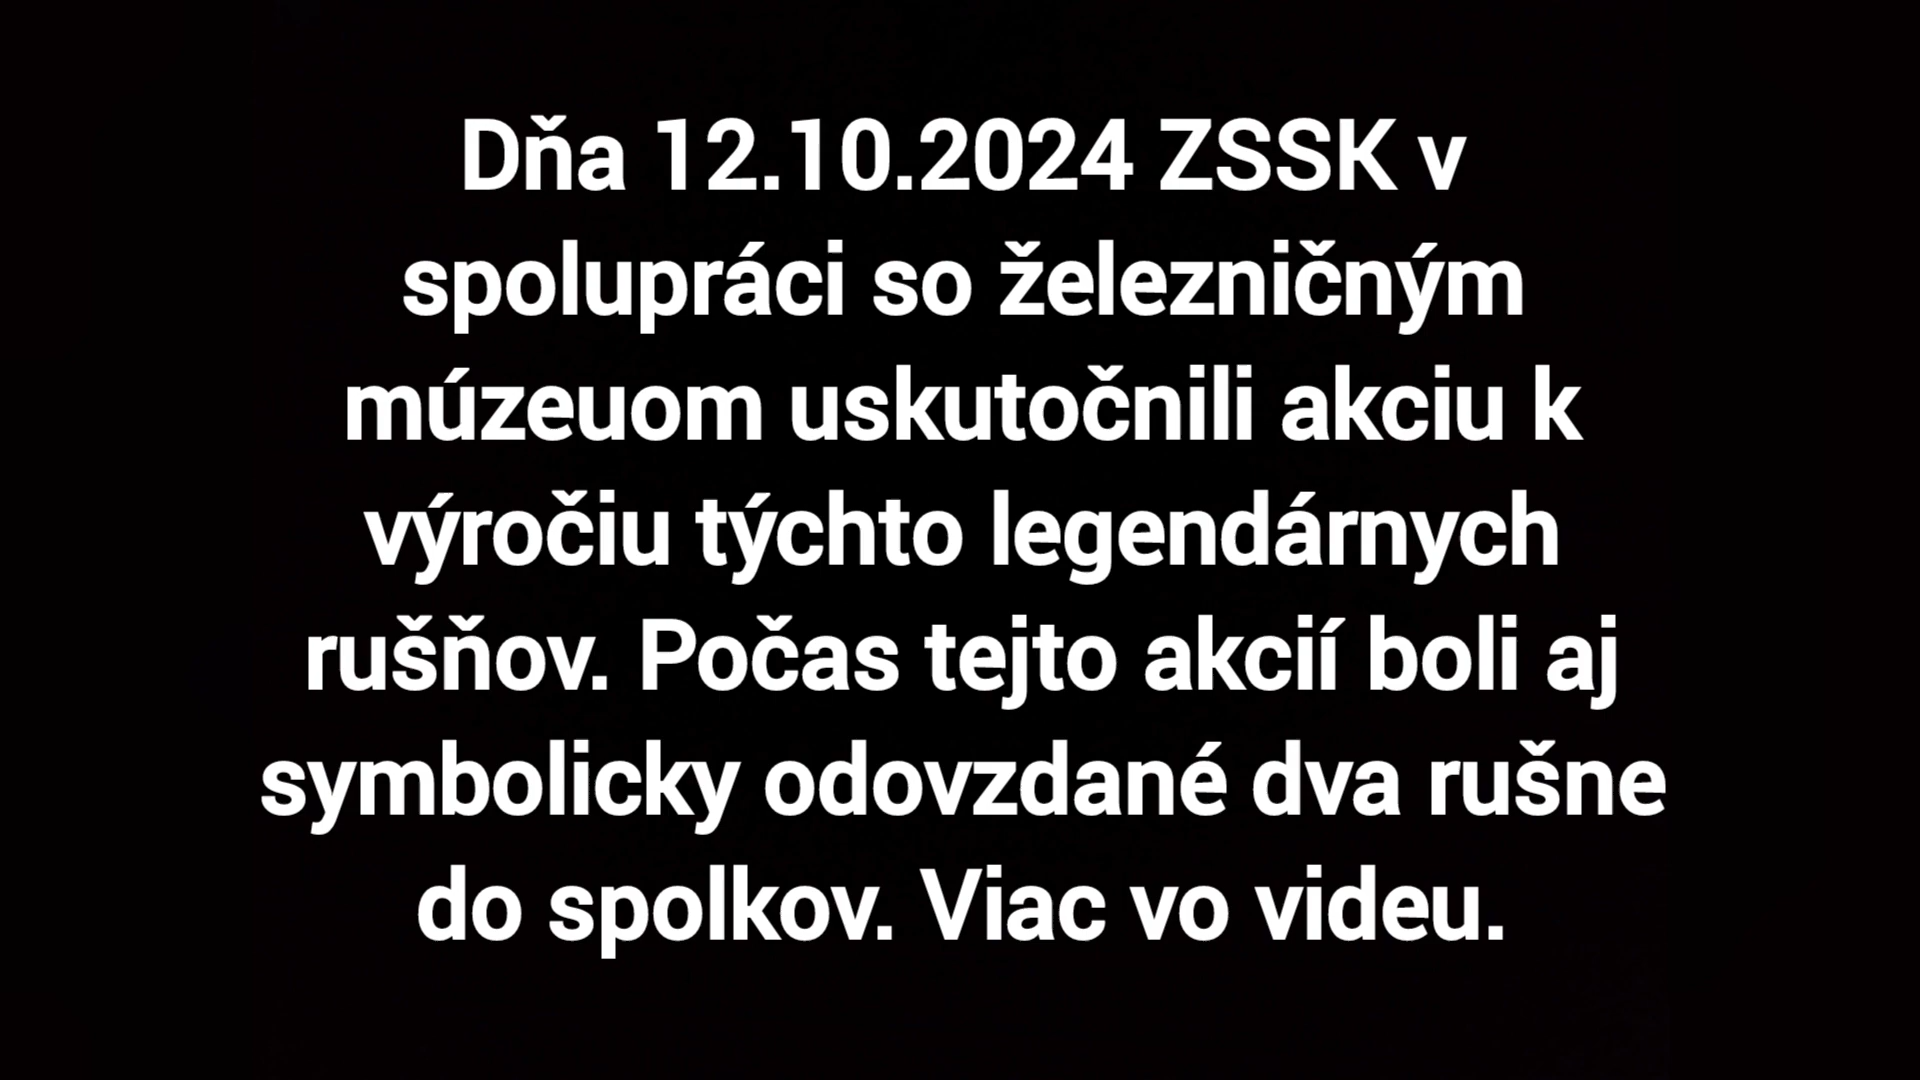 Dňa 12.10.2024 ZSSK v
spolupráci so železničným
múzeuom uskutočnili akciu k
výročiu týchto legendárnych
rušňov. Počas tejto akcií boli aj
symbolicky odovzdané dva rušne
do spolkov. Viac vo videu.